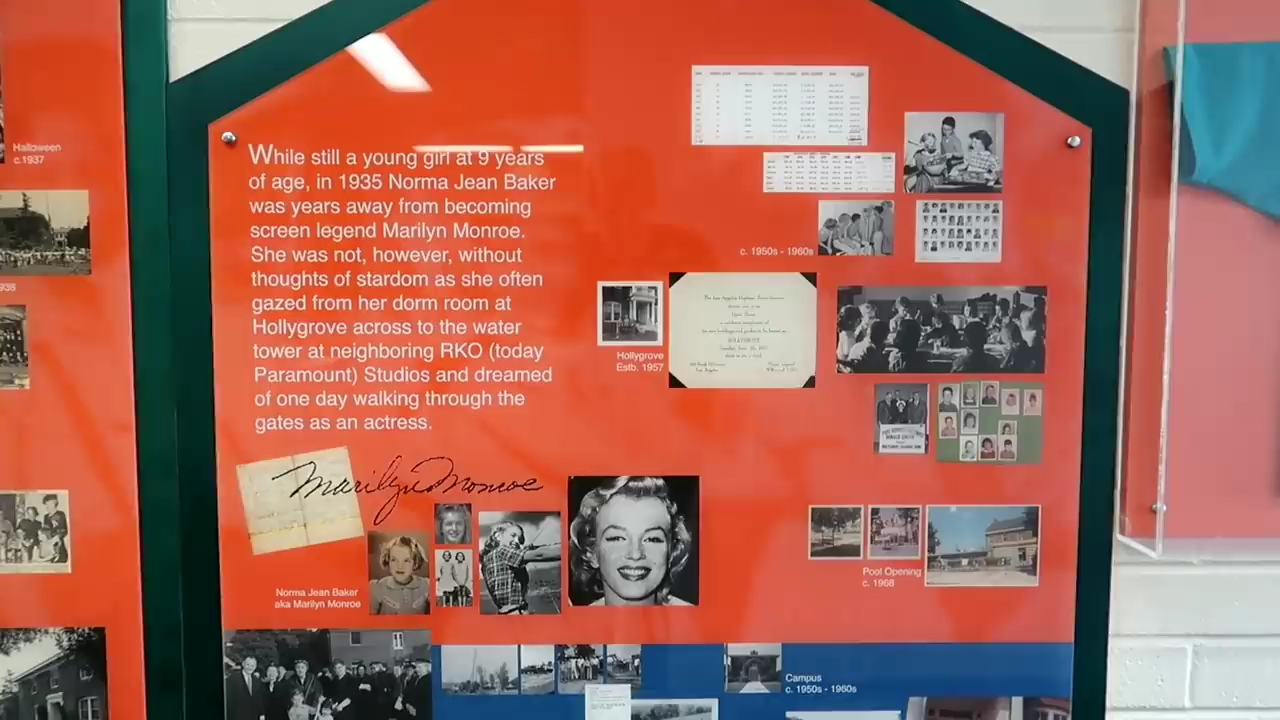 Halloween
c.1937
938
While still a young girl at 9 years
of age, in 1935 Norma Jean Baker
was years away from becoming
screen legend Marilyn Monroe.
She was not, however, without
thoughts of stardom as she often
gazed from her dorm room at
Hollygrove across to the water
tower at neighboring RKO (today
Paramount) Studios and dreamed
of one day walking through the
gates as an actress.
Marilyn Monroe
Norma Jean Baker
aka Marilyn Monroe
c. 1950s - 1960s
Hollygrove
Estb. 1957
Pool Opening
c. 1968
Campus
c. 1950s - 1960s